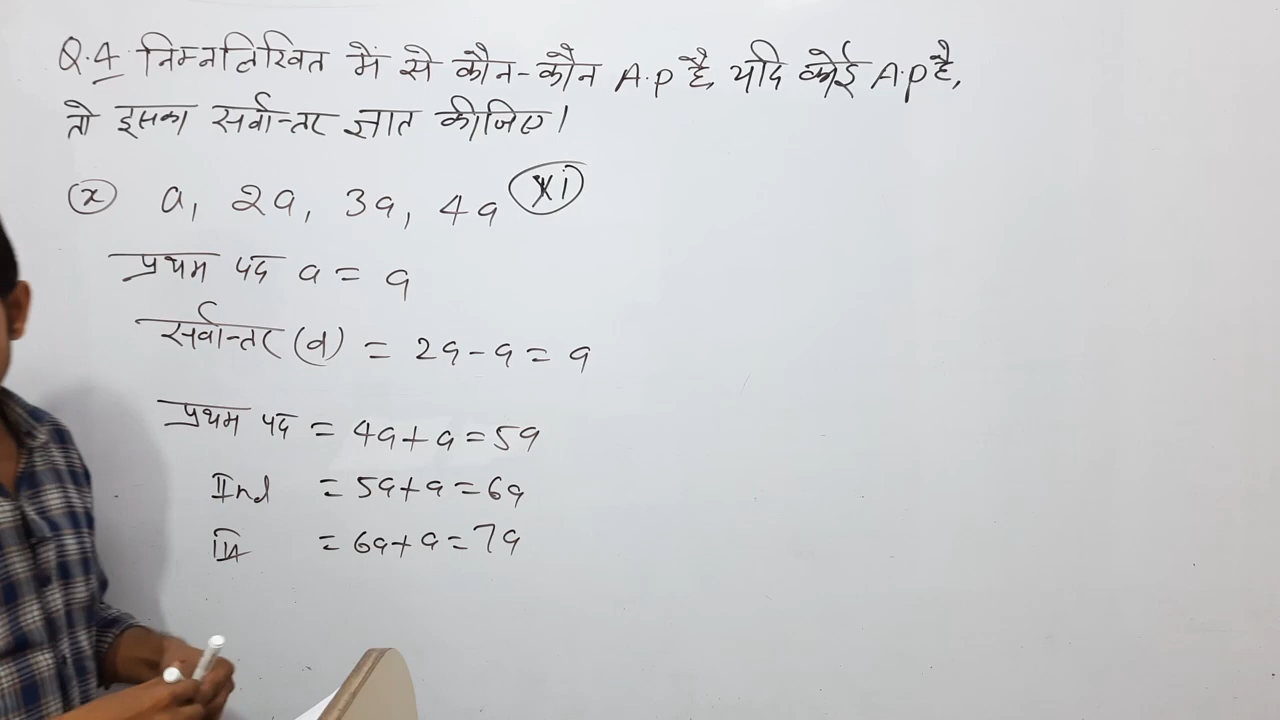 Q.4 निम्नलिखित में से कौन-कौन A.P है, यदि कोई A.P है,
तो इसका सर्वान्तर ज्ञात कीजिए।
(x) a, 2a, 3a, 4a (xi)
प्रथम पद a = a
सर्वान्तर (d) = 2a - a = a
प्रथम पद = 4a + a = 5a
IInd = 5a + a = 6a
= 6a + a = 7a